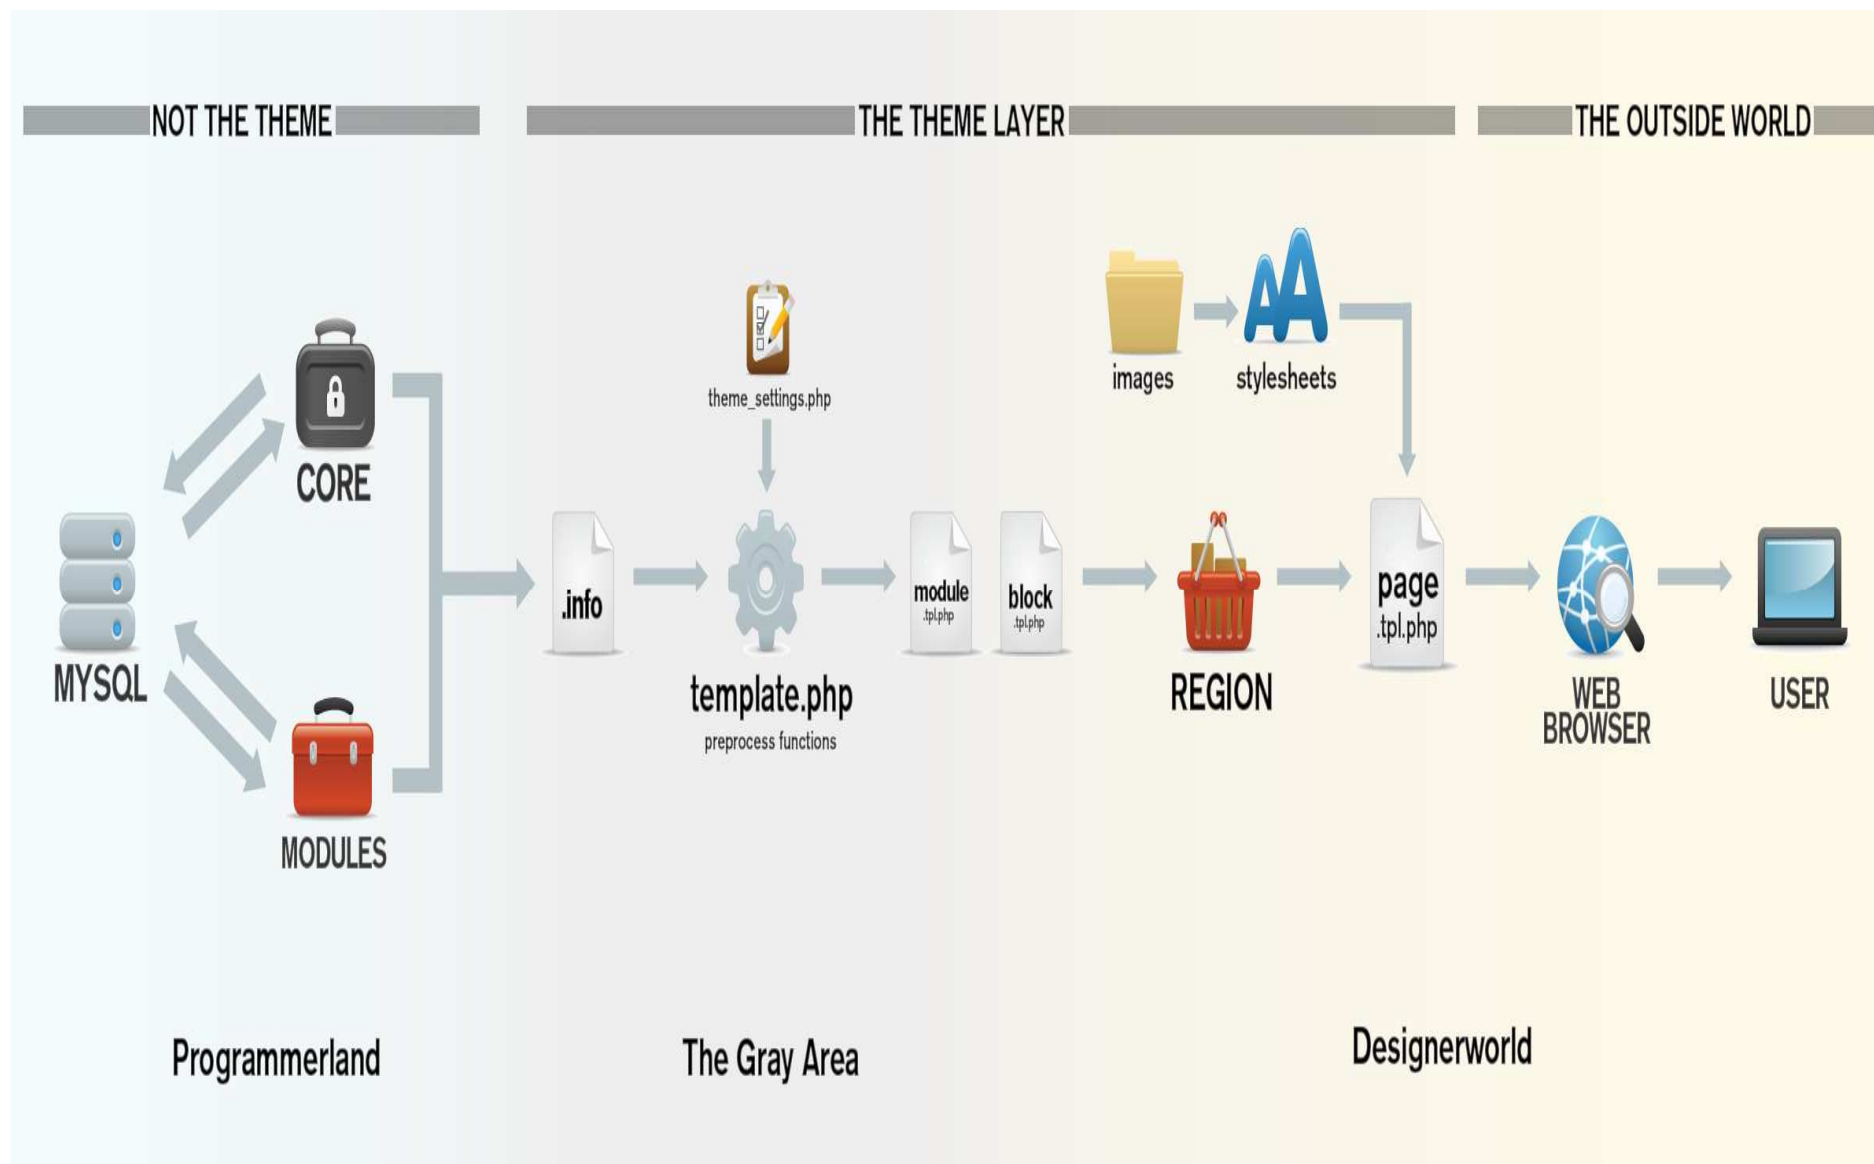 NOT THE THEME
THE THEME LAYER
THE OUTSIDE WORLD
images
stylesheets
theme_settings.php
CORE
.info
module
.tpl.php
block
.tpl.php
page
.tpl.php
MYSQL
template.php
preprocess functions
REGION
WEB
BROWSER
USER
MODULES
Programmerland
The Gray Area
Designerworld